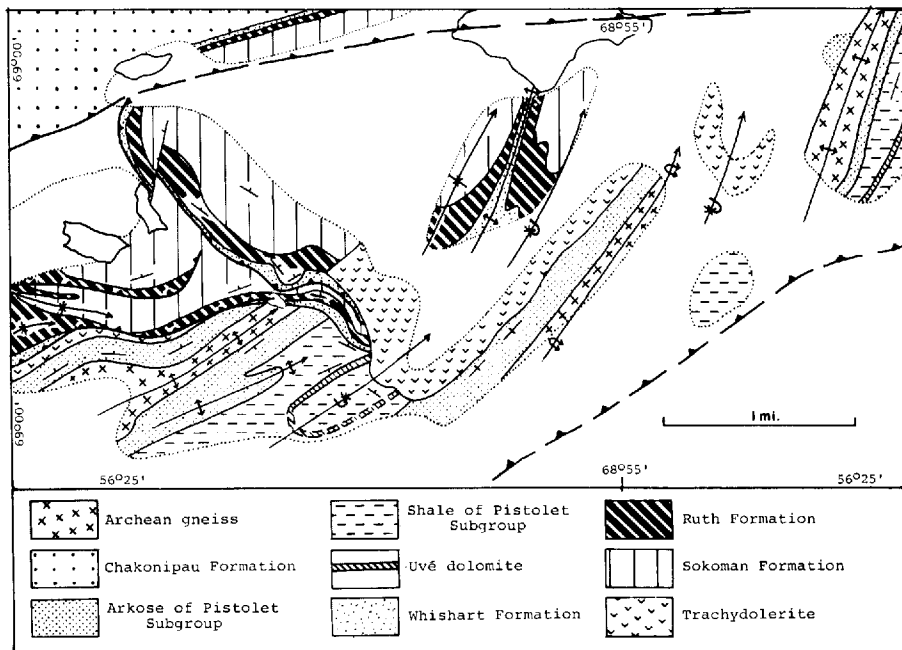 69°00'
68°55'
1 mi.
69°00'
56°25'
68°55'
56°25'
Archean gneiss
Shale of Pistolet
Subgroup
Ruth Formation
Chakonipau Formation
Uvé dolomite
Sokoman Formation
Arkose of Pistolet
Subgroup
Whishart Formation
Trachydolerite